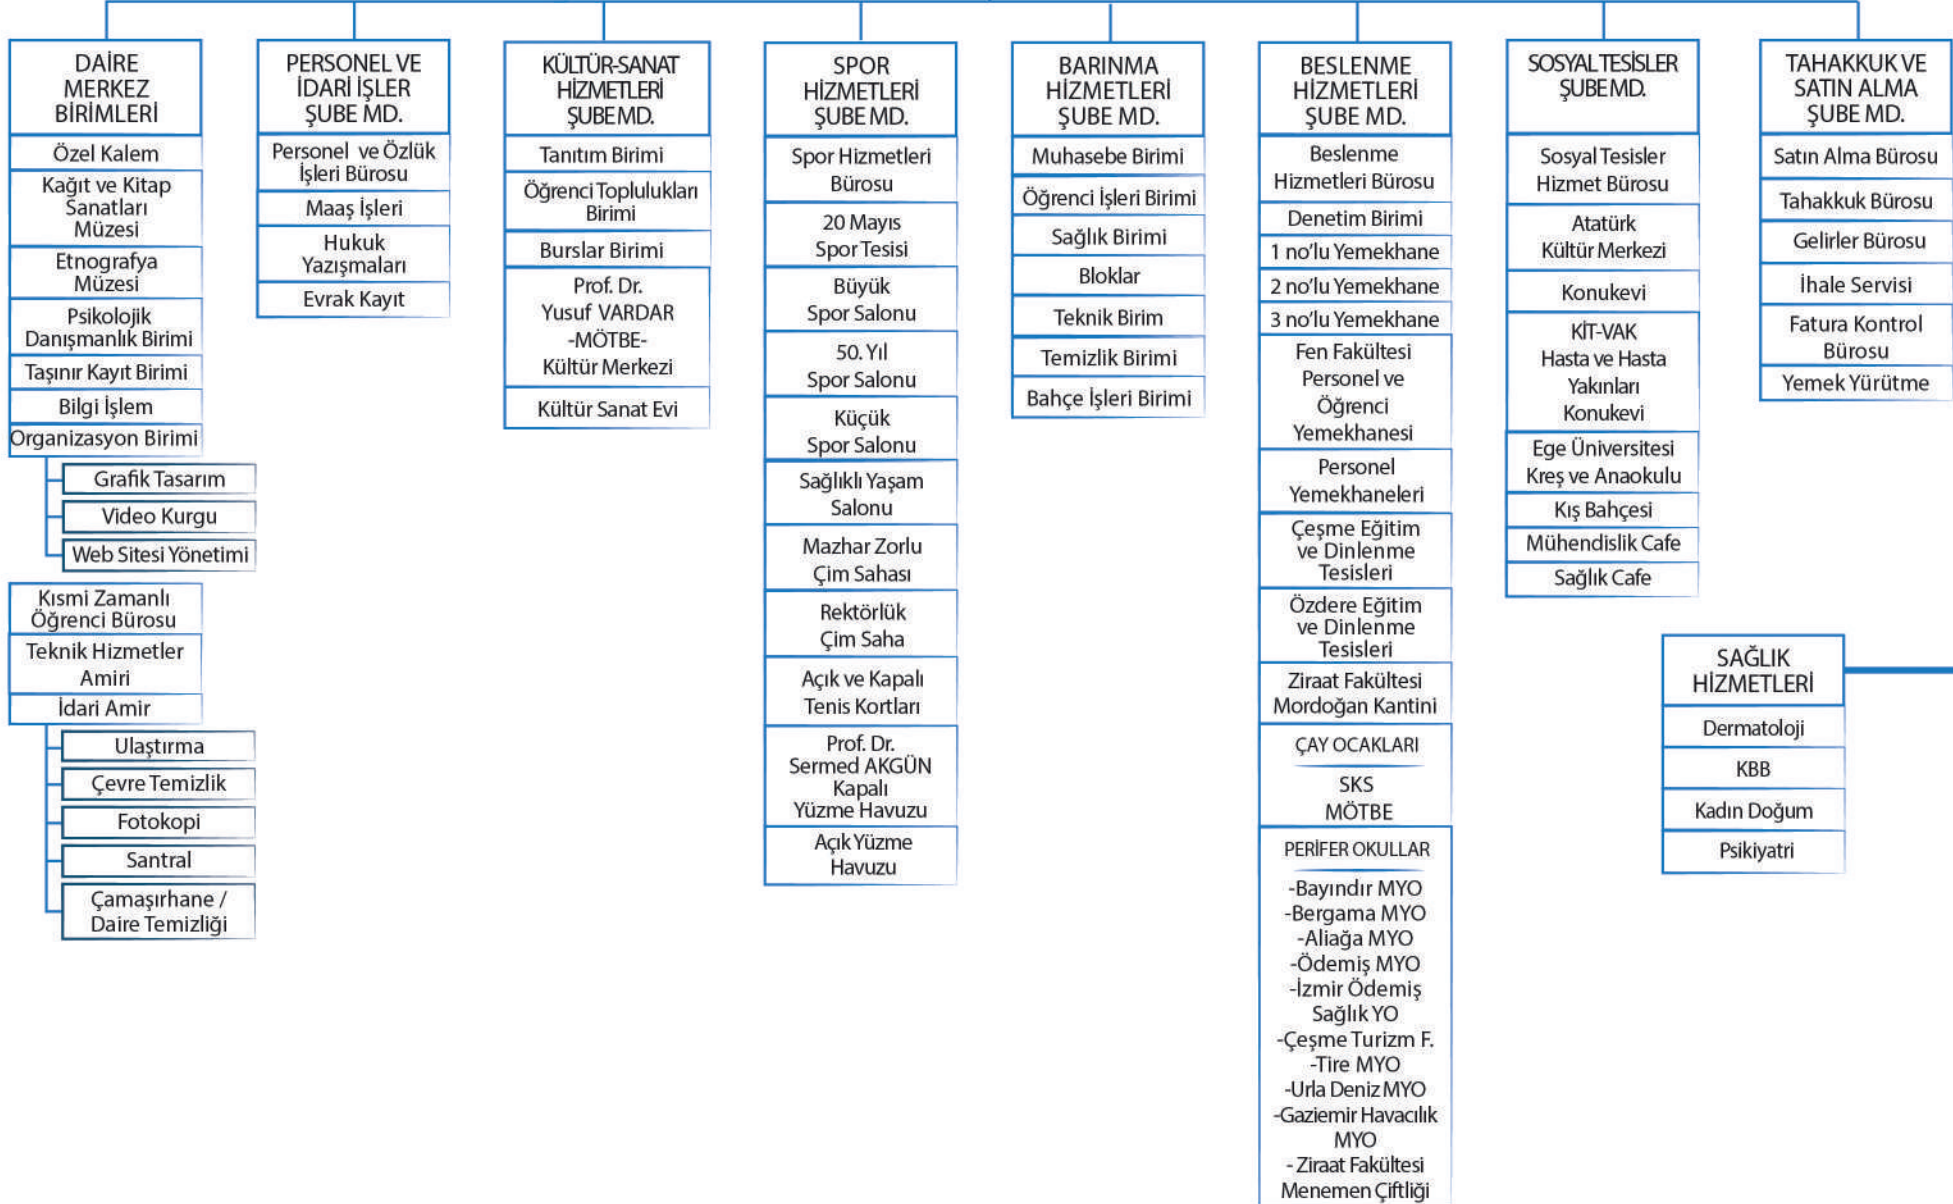 DAİRE
MERKEZ
BİRİMLERİ
Özel Kalem
Kağıt ve Kitap
Sanatları
Müzesi
Etnografya
Müzesi
Psikolojik
Danışmanlık Birimi
Taşınır Kayıt Birimi
Bilgi İşlem
Organizasyon Birimi
Grafik Tasarım
Video Kurgu
Web Sitesi Yönetimi
Kısmi Zamanlı
Öğrenci Bürosu
Teknik Hizmetler
Amiri
İdari Amir
Ulaştırma
Çevre Temizlik
Fotokopi
Santral
Çamaşırhane /
Daire Temizliği
PERSONEL VE
İDARİ İŞLER
ŞUBE MD.
Personel ve Özlük
İşleri Bürosu
Maaş İşleri
Hukuk
Yazışmaları
Evrak Kayıt
KÜLTÜR-SANAT
HİZMETLERİ
ŞUBE MD.
Tanıtım Birimi
Öğrenci Toplulukları
Birimi
Burslar Birimi
Prof. Dr.
Yusuf VARDAR
-MÖTBE-
Kültür Merkezi
Kültür Sanat Evi
SPOR
HİZMETLERİ
ŞUBE MD.
Spor Hizmetleri
Bürosu
20 Mayıs
Spor Tesisi
Büyük
Spor Salonu
50. Yıl
Spor Salonu
Küçük
Spor Salonu
Sağlıklı Yaşam
Salonu
Mazhar Zorlu
Çim Sahası
Rektörlük
Çim Saha
Açık ve Kapalı
Tenis Kortları
Prof. Dr.
Sermed AKGÜN
Kapalı
Yüzme Havuzu
Açık Yüzme
Havuzu
BARINMA
HİZMETLERİ
ŞUBE MD.
Muhasebe Birimi
Öğrenci İşleri Birimi
Sağlık Birimi
Bloklar
Teknik Birim
Temizlik Birimi
Bahçe İşleri Birimi
BESLENME
HİZMETLERİ
ŞUBE MD.
Beslenme
Hizmetleri Bürosu
Denetim Birimi
1 no'lu Yemekhane
2 no'lu Yemekhane
3 no'lu Yemekhane
Fen Fakültesi
Personel ve
Öğrenci
Yemekhanesi
Personel
Yemekhaneleri
Çeşme Eğitim
ve Dinlenme
Tesisleri
Özdere Eğitim
ve Dinlenme
Tesisleri
Ziraat Fakültesi
Mordoğan Kantini
ÇAY OCAKLARI
SKS
MÖTBE
PERİFER OKULLAR
-Bayındır MYO
-Bergama MYO
-Aliağa MYO
-Ödemiş MYO
-İzmir Ödemiş
Sağlık YO
-Çeşme Turizm F.
-Tire MYO
-Urla Deniz MYO
-Gaziemir Havacılık
MYO
- Ziraat Fakültesi
Menemen Çiftliği
SOSYAL TESİSLER
ŞUBE MD.
Sosyal Tesisler
Hizmet Bürosu
Atatürk
Kültür Merkezi
Konukevi
KİT-VAK
Hasta ve Hasta
Yakınları
Konukevi
Ege Üniversitesi
Kreş ve Anaokulu
Kış Bahçesi
Mühendislik Cafe
Sağlık Cafe
TAHAKKUK VE
SATIN ALMA
ŞUBE MD.
Satın Alma Bürosu
Tahakkuk Bürosu
Gelirler Bürosu
İhale Servisi
Fatura Kontrol
Bürosu
Yemek Yürütme
SAĞLIK
HİZMETLERİ
Dermatoloji
KBB
Kadın Doğum
Psikiyatri